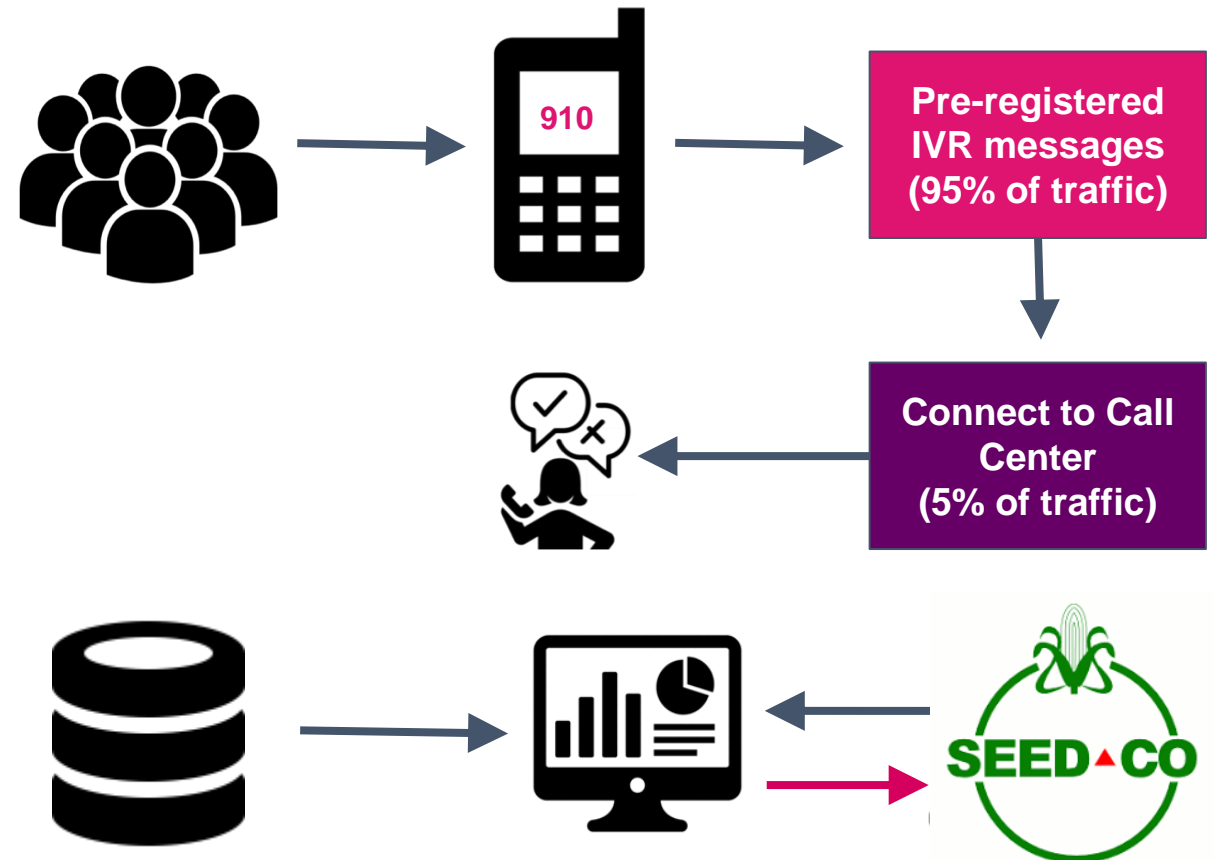 910
Pre-registered
IVR messages
(95% of traffic)
Connect to Call
Center
(5% of traffic)
SEED CO